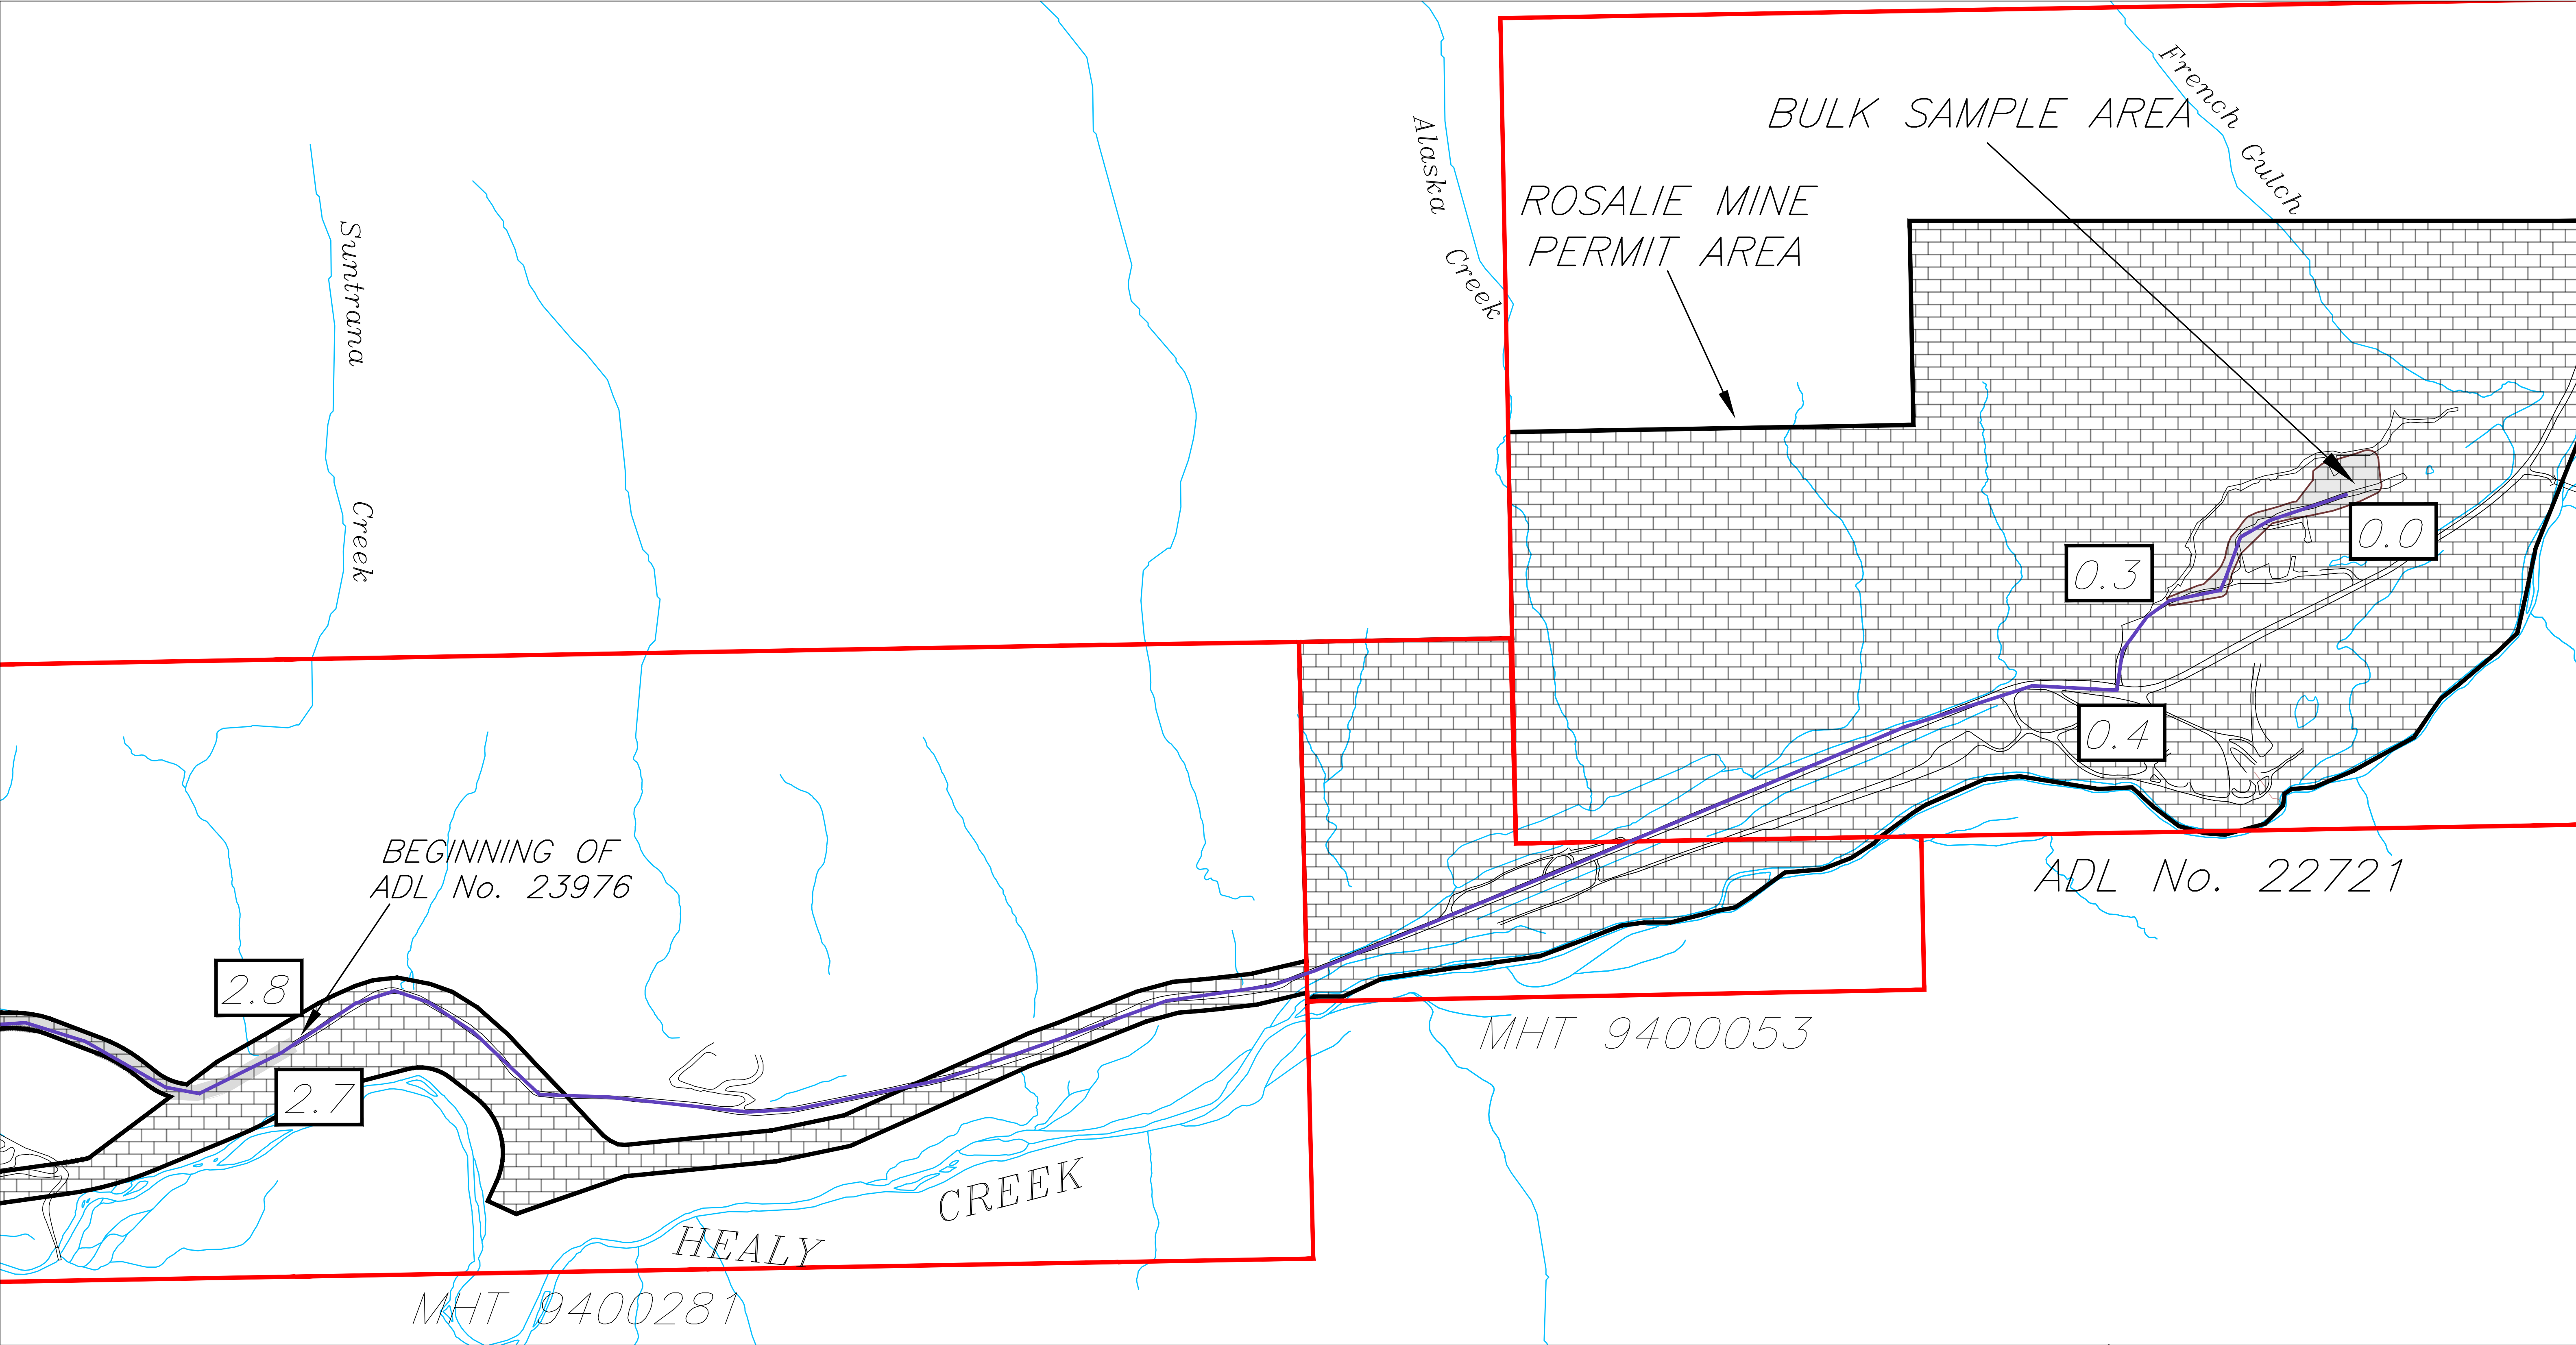 French
Gulch
BULK SAMPLE AREA
Alaska
Creek
ROSALIE MINE
PERMIT AREA
Suntrana
Creek
0.0
0.3
0.4
BEGINNING OF
ADL No. 23976
ADL No. 22721
2.8
MHT 9400053
2.7
HEALY
CREEK
MHT 9400281